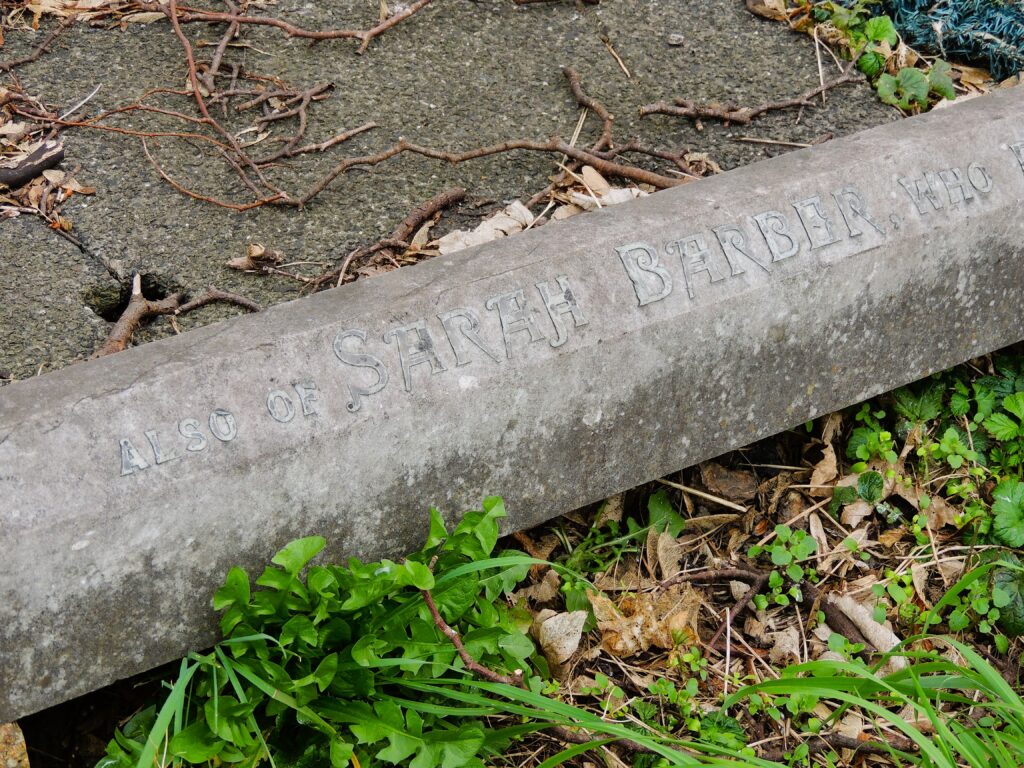 ALSO OF SARAH BARBER, WHO